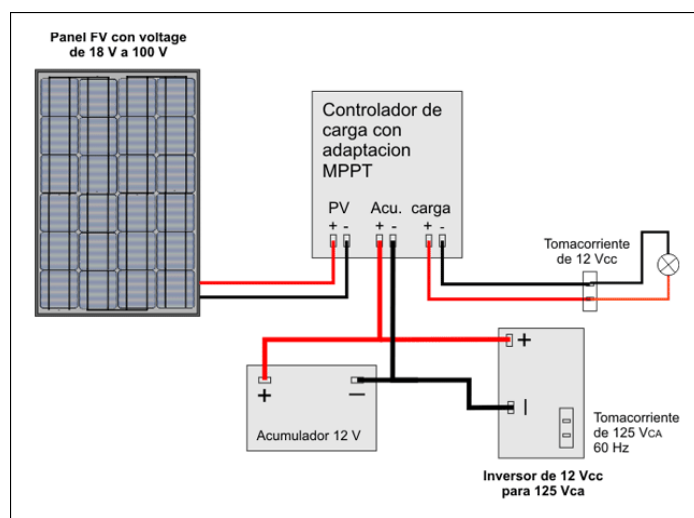 Panel FV con voltage
de 18 V a 100 V
Controlador de
carga con
adaptacion
MPPT
PV Acu. carga
+ - + - + -
Tomacorriente
de 12 Vcc
+ −
Acumulador 12 V
+
−
Tomacorriente
de 125 VCA
60 Hz
Inversor de 12 Vcc
para 125 Vca